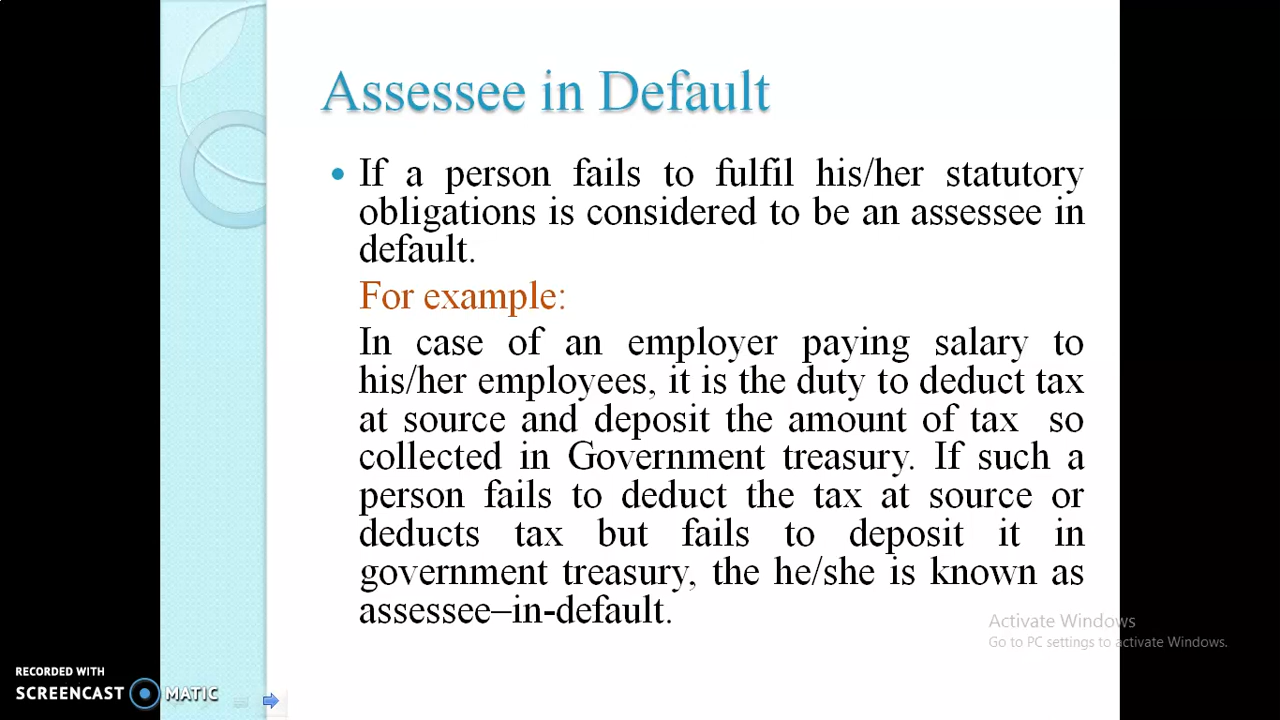 Assessee in Default
If a person fails to fulfil his/her statutory
obligations is considered to be an assessee in
default.
For example:
In case of an employer paying salary to
his/her employees, it is the duty to deduct tax
at source and deposit the amount of tax so
collected in Government treasury. If such a
person fails to deduct the tax at source or
deducts tax but fails to deposit it in
government treasury, the he/she is known as
assessee–in-default.
Activate Windows
Go to PC settings to activate Windows.
RECORDED WITH
SCREENCAST MATIC